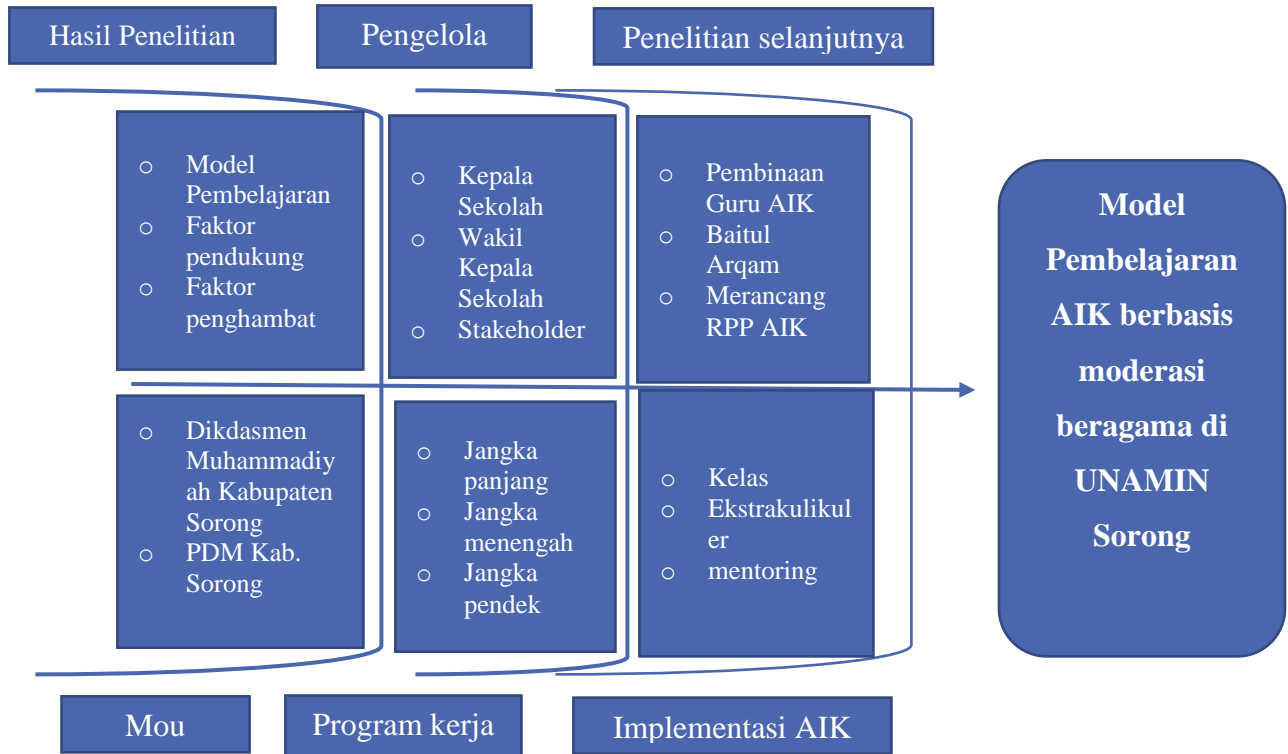 Hasil Penelitian
Pengelola
Penelitian selanjutnya
o Model
Pembelajaran
o Faktor
pendukung
o Faktor
penghambat
o Kepala
Sekolah
o Wakil
Kepala
Sekolah
o Stakeholder
o Pembinaan
Guru AIK
o Baitul
Arqam
o Merancang
RPP AIK
o Dikdasmen
Muhammadiy
ah Kabupaten
Sorong
o PDM Kab.
Sorong
o Jangka
panjang
o Jangka
menengah
o Jangka
pendek
o Kelas
o Ekstrakulikul
er
o mentoring
Model
Pembelajaran
AIK berbasis
moderasi
beragama di
UNAMIN
Sorong
Mou
Program kerja
Implementasi AIK